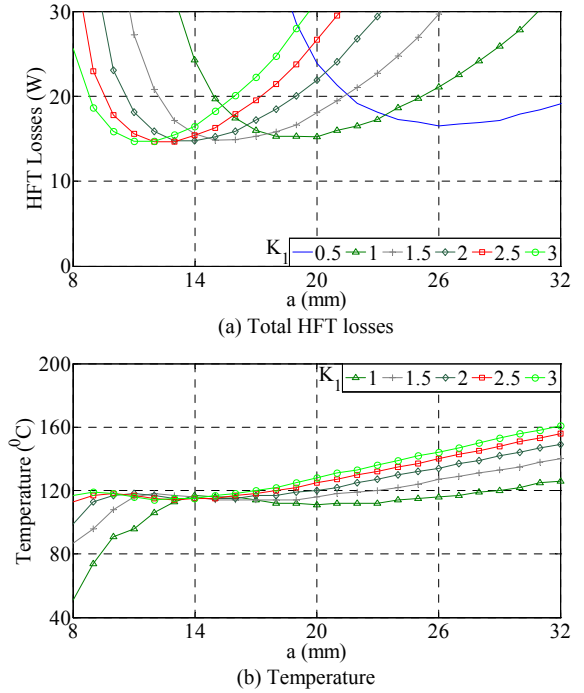 30
20
10
0
HFT Losses (W)
K1 0.5 1 1.5 2 2.5 3
8 14 20 26 32
a (mm)
(a) Total HFT losses
200
160
120
80
40
Temperature (⁰C)
K1 1 1.5 2 2.5 3
8 14 20 26 32
a (mm)
(b) Temperature